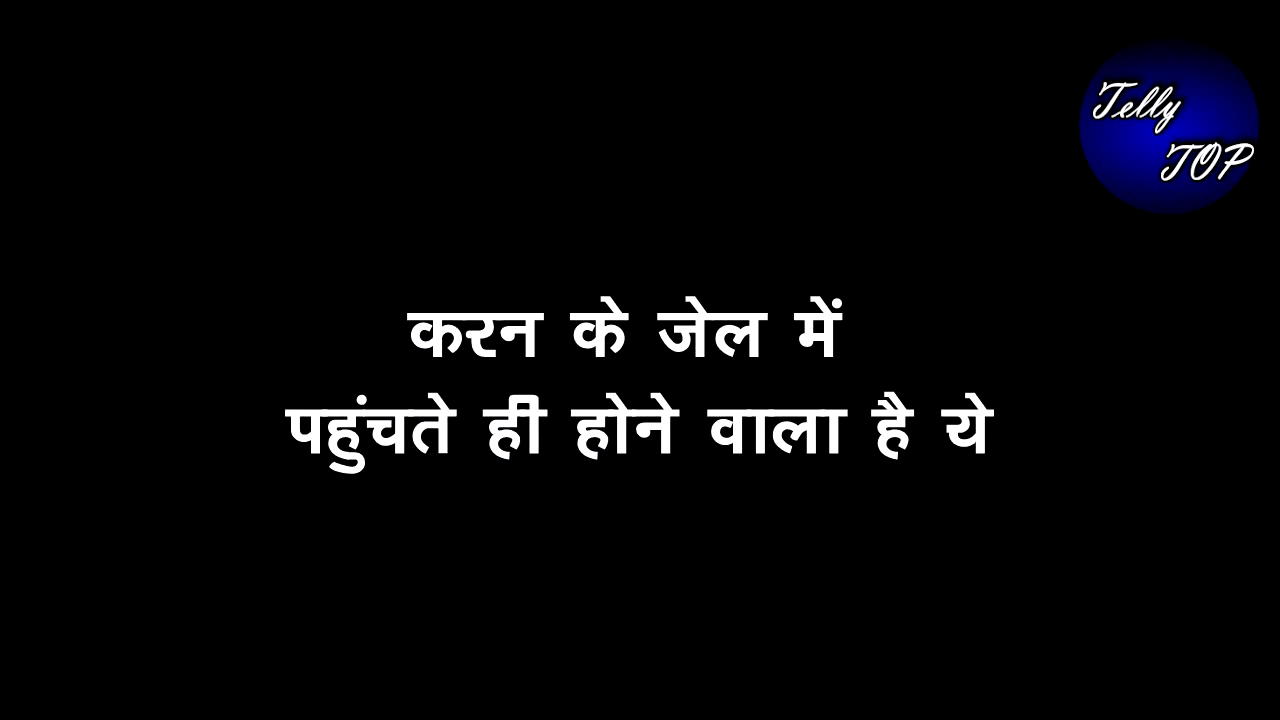 Telly
TOP
करन के जेल में
पहुंचते ही होने वाला है ये